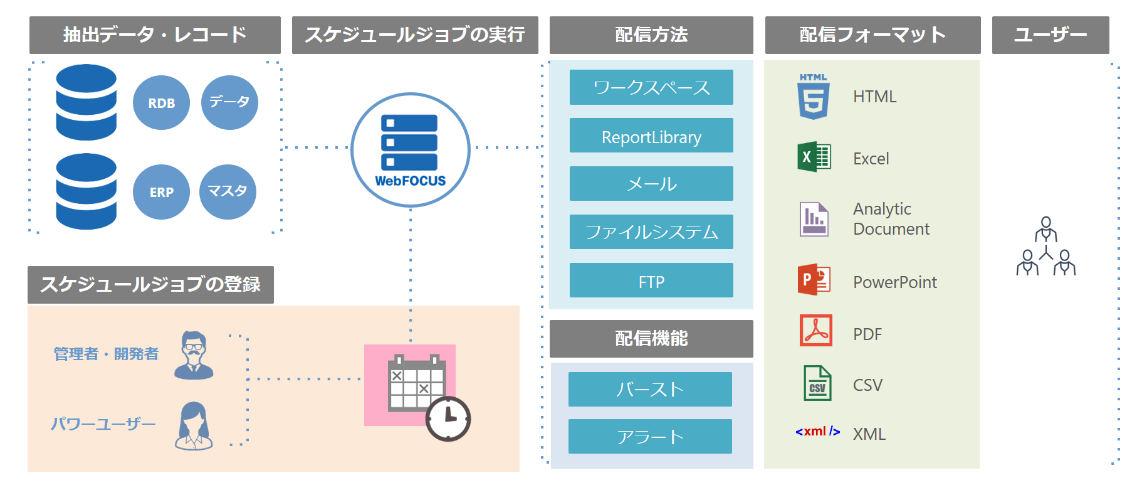 抽出データ・レコード
RDB
データ
ERP
マスタ
スケジュールジョブの実行
WebFOCUS
スケジュールジョブの登録
管理者・開発者
パワーユーザー
配信方法
ワークスペース
ReportLibrary
メール
ファイルシステム
FTP
配信機能
バースト
アラート
配信フォーマット
HTML
5
HTML
X
Excel
Analytic
Document
P
PowerPoint
PDF
CSV
CSV
<xml />
XML
ユーザー